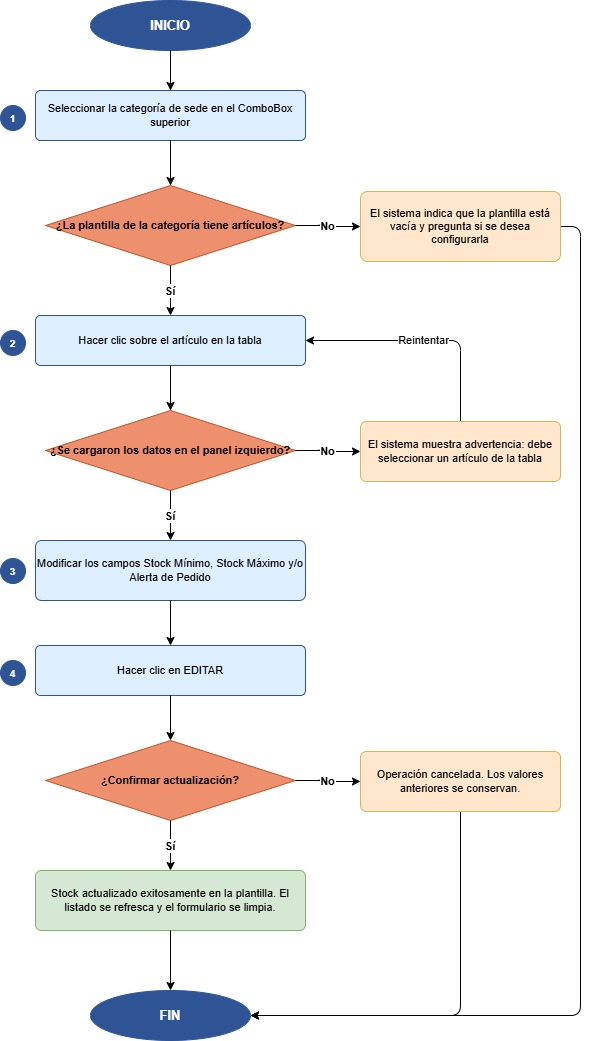 INICIO
1
Seleccionar la categoría de sede en el ComboBox
superior
¿La plantilla de la categoría tiene artículos?
No
El sistema indica que la plantilla está
vacía y pregunta si se desea
configurarla
Sí
2
Hacer clic sobre el artículo en la tabla
Reintentar
¿Se cargaron los datos en el panel izquierdo?
No
El sistema muestra advertencia: debe
seleccionar un artículo de la tabla
Sí
3
Modificar los campos Stock Mínimo, Stock Máximo y/o
Alerta de Pedido
4
Hacer clic en EDITAR
¿Confirmar actualización?
No
Operación cancelada. Los valores
anteriores se conservan.
Sí
Stock actualizado exitosamente en la plantilla. El
listado se refresca y el formulario se limpia.
FIN